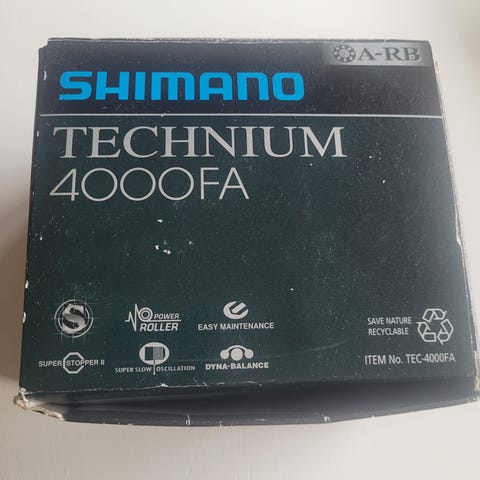 A-RB
SHIMANO
TECHNIUM
4000FA
S
POWER
ROLLER
EASY MAINTENANCE
SAVE NATURE
RECYCLABLE
SUPER STOPPER II
SUPER SLOW OSCILLATION
DYNA-BALANCE
ITEM No. TEC-4000FA